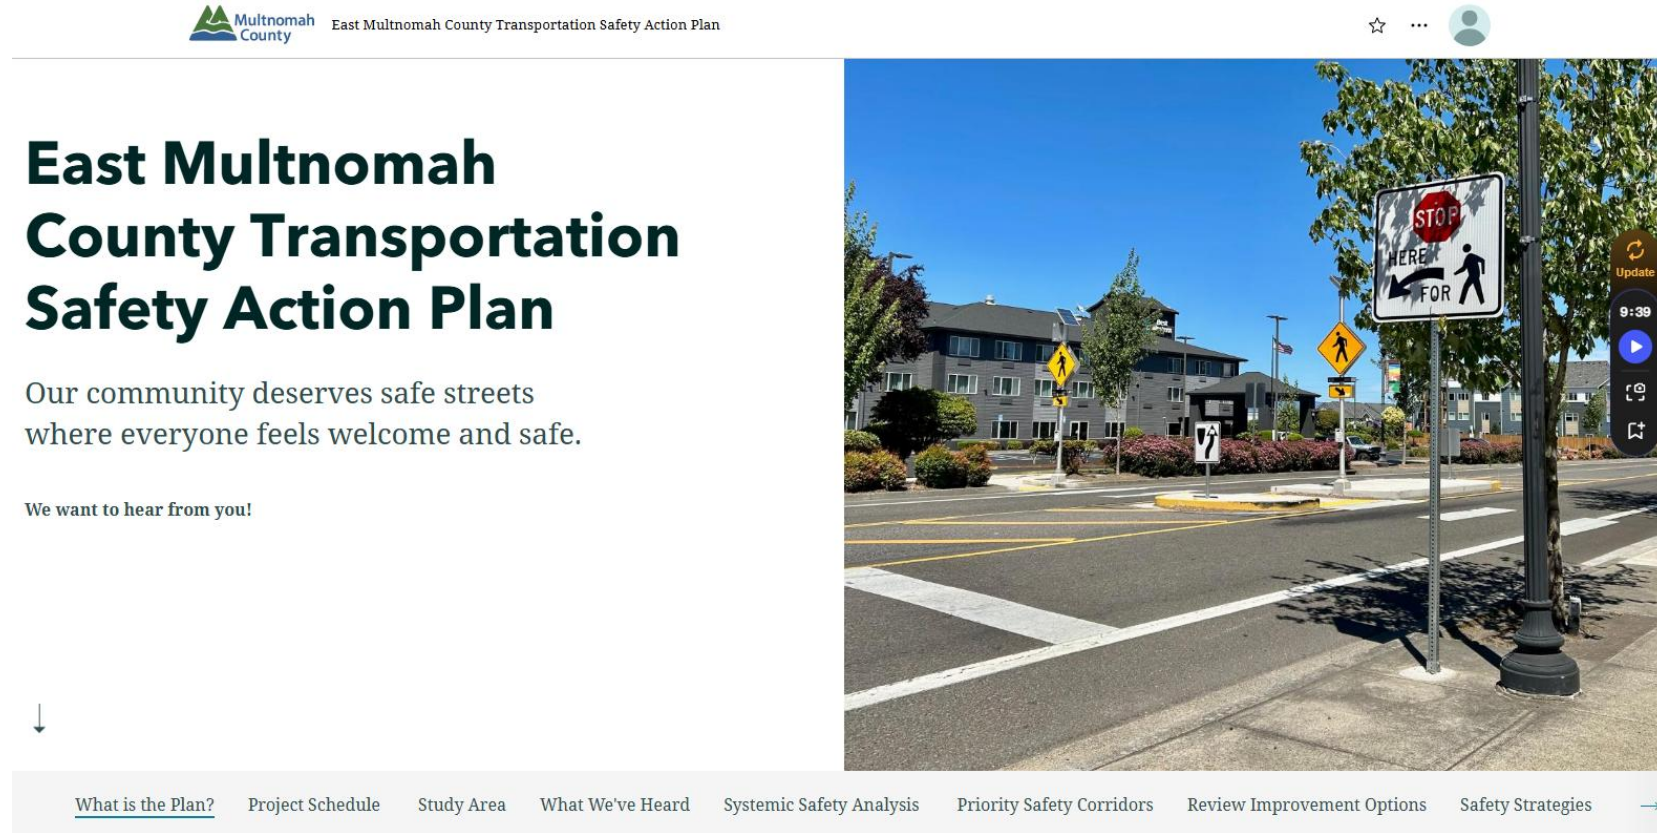 Multnomah
County
East Multnomah County Transportation Safety Action Plan
East Multnomah
County Transportation
Safety Action Plan
Our community deserves safe streets
where everyone feels welcome and safe.
We want to hear from you!
STOP
HERE
FOR
Update
9:39
What is the Plan?
Project Schedule
Study Area
What We've Heard
Systemic Safety Analysis
Priority Safety Corridors
Review Improvement Options
Safety Strategies